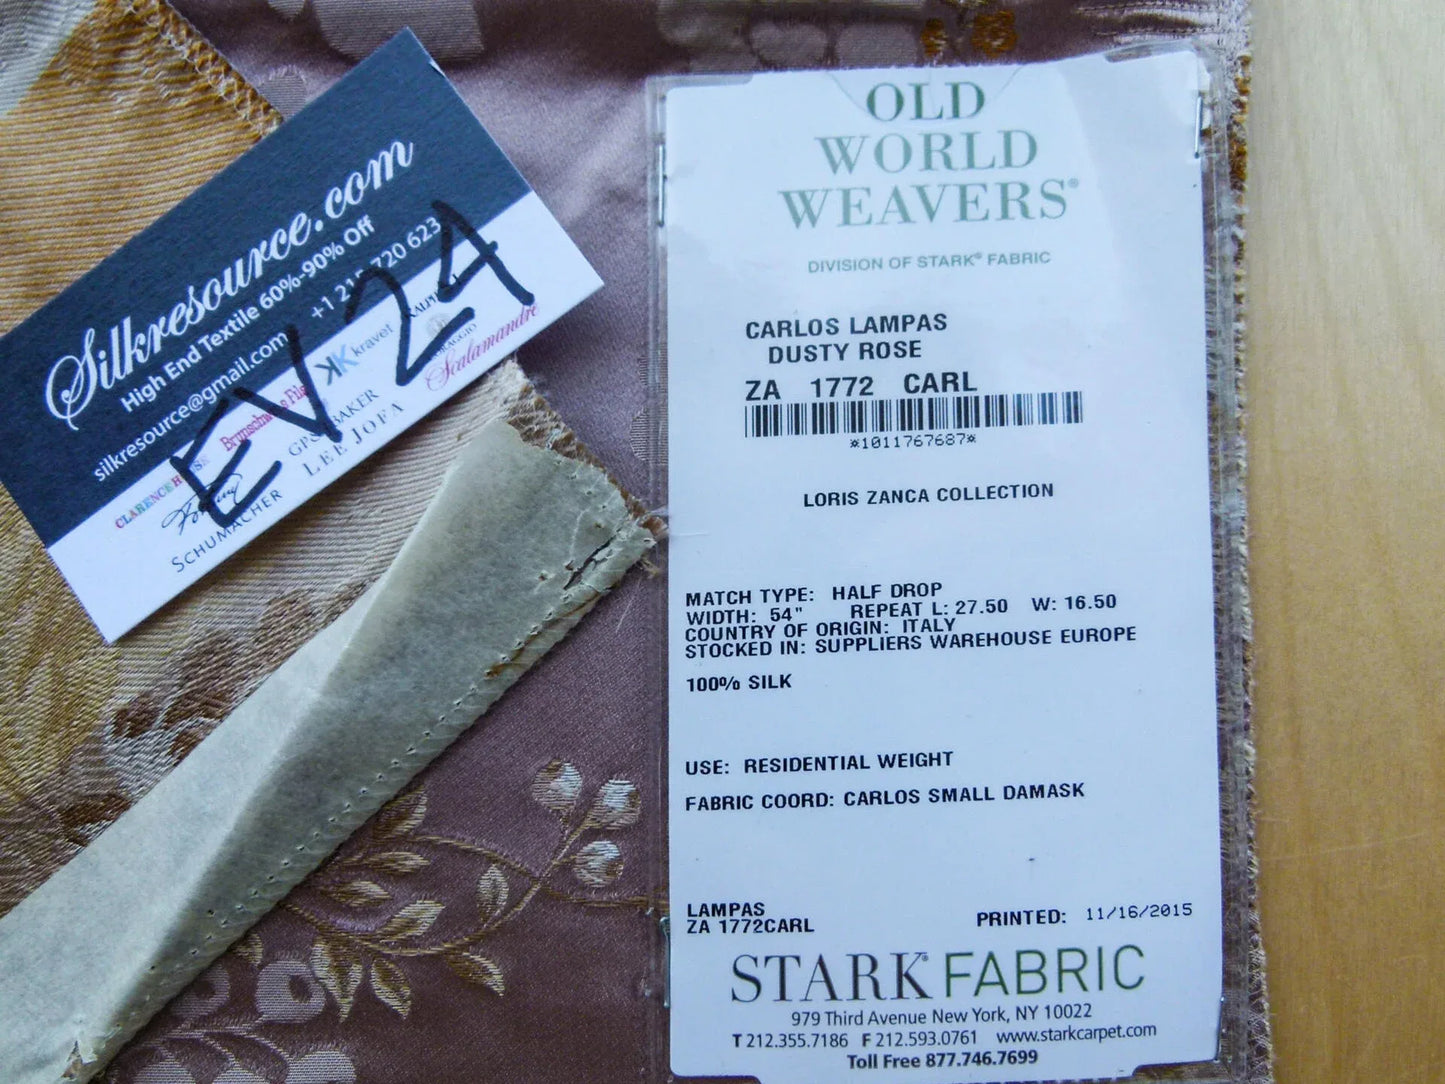 Silkresource.com
High End Textile 60%-90% Off
silkresource@gmail.com
720 623
EV24
kravet
Scalamandré
BAKER
LEE JOFA
SCHUMACHER
OLD
WORLD
WEAVERS®
DIVISION OF STARK® FABRIC
CARLOS LAMPAS
DUSTY ROSE
ZA 1772 CARL
*1011767687*
LORIS ZANCA COLLECTION
MATCH TYPE: HALF DROP
WIDTH: 54" REPEAT L: 27.50 W: 16.50
COUNTRY OF ORIGIN: ITALY
STOCKED IN: SUPPLIERS WAREHOUSE EUROPE
100% SILK
USE: RESIDENTIAL WEIGHT
FABRIC COORD: CARLOS SMALL DAMASK
LAMPAS
ZA 1772CARL
PRINTED: 11/16/2015
STARK® FABRIC
979 Third Avenue New York, NY 10022
T 212.355.7186 F 212.593.0761 www.starkcarpet.com
Toll Free 877.746.7699